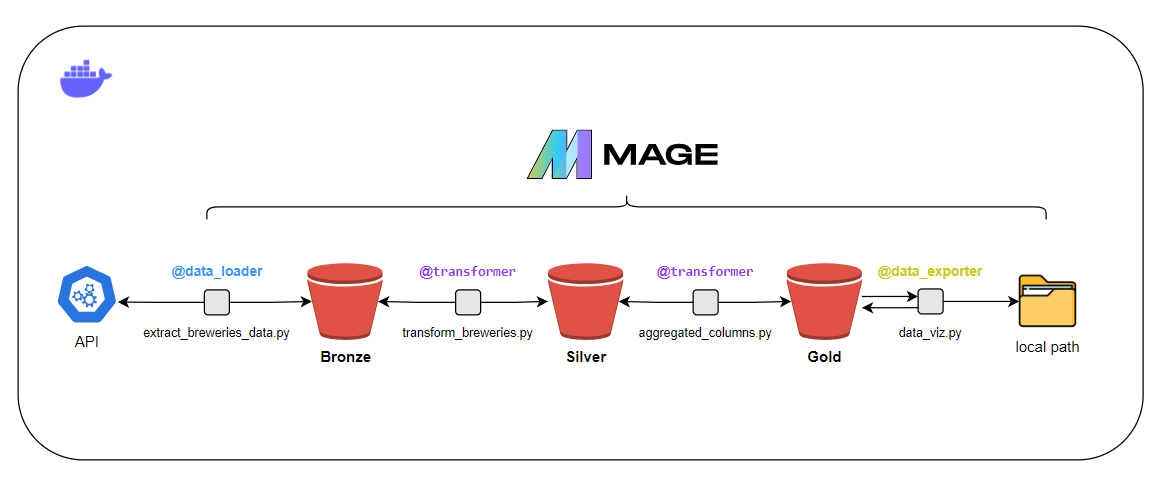 MAGE
@data_loader
@transformer
@transformer
@data_exporter
extract_breweries_data.py
transform_breweries.py
aggregated_columns.py
data_viz.py
API
Bronze
Silver
Gold
local path